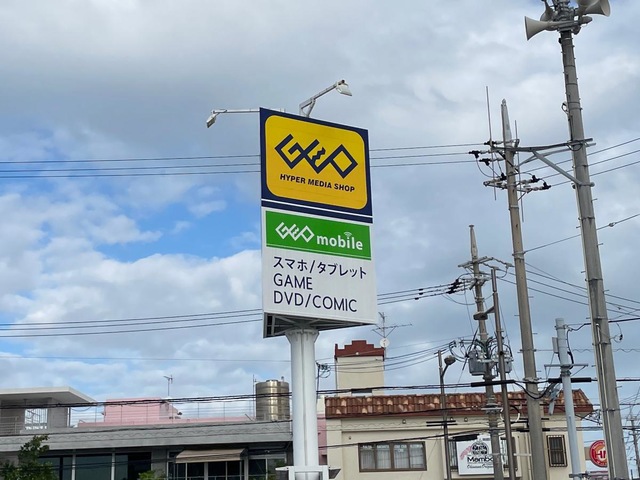 GEO
HYPER MEDIA SHOP
GEO mobile
スマホ/タブレット
GAME
DVD/COMIC